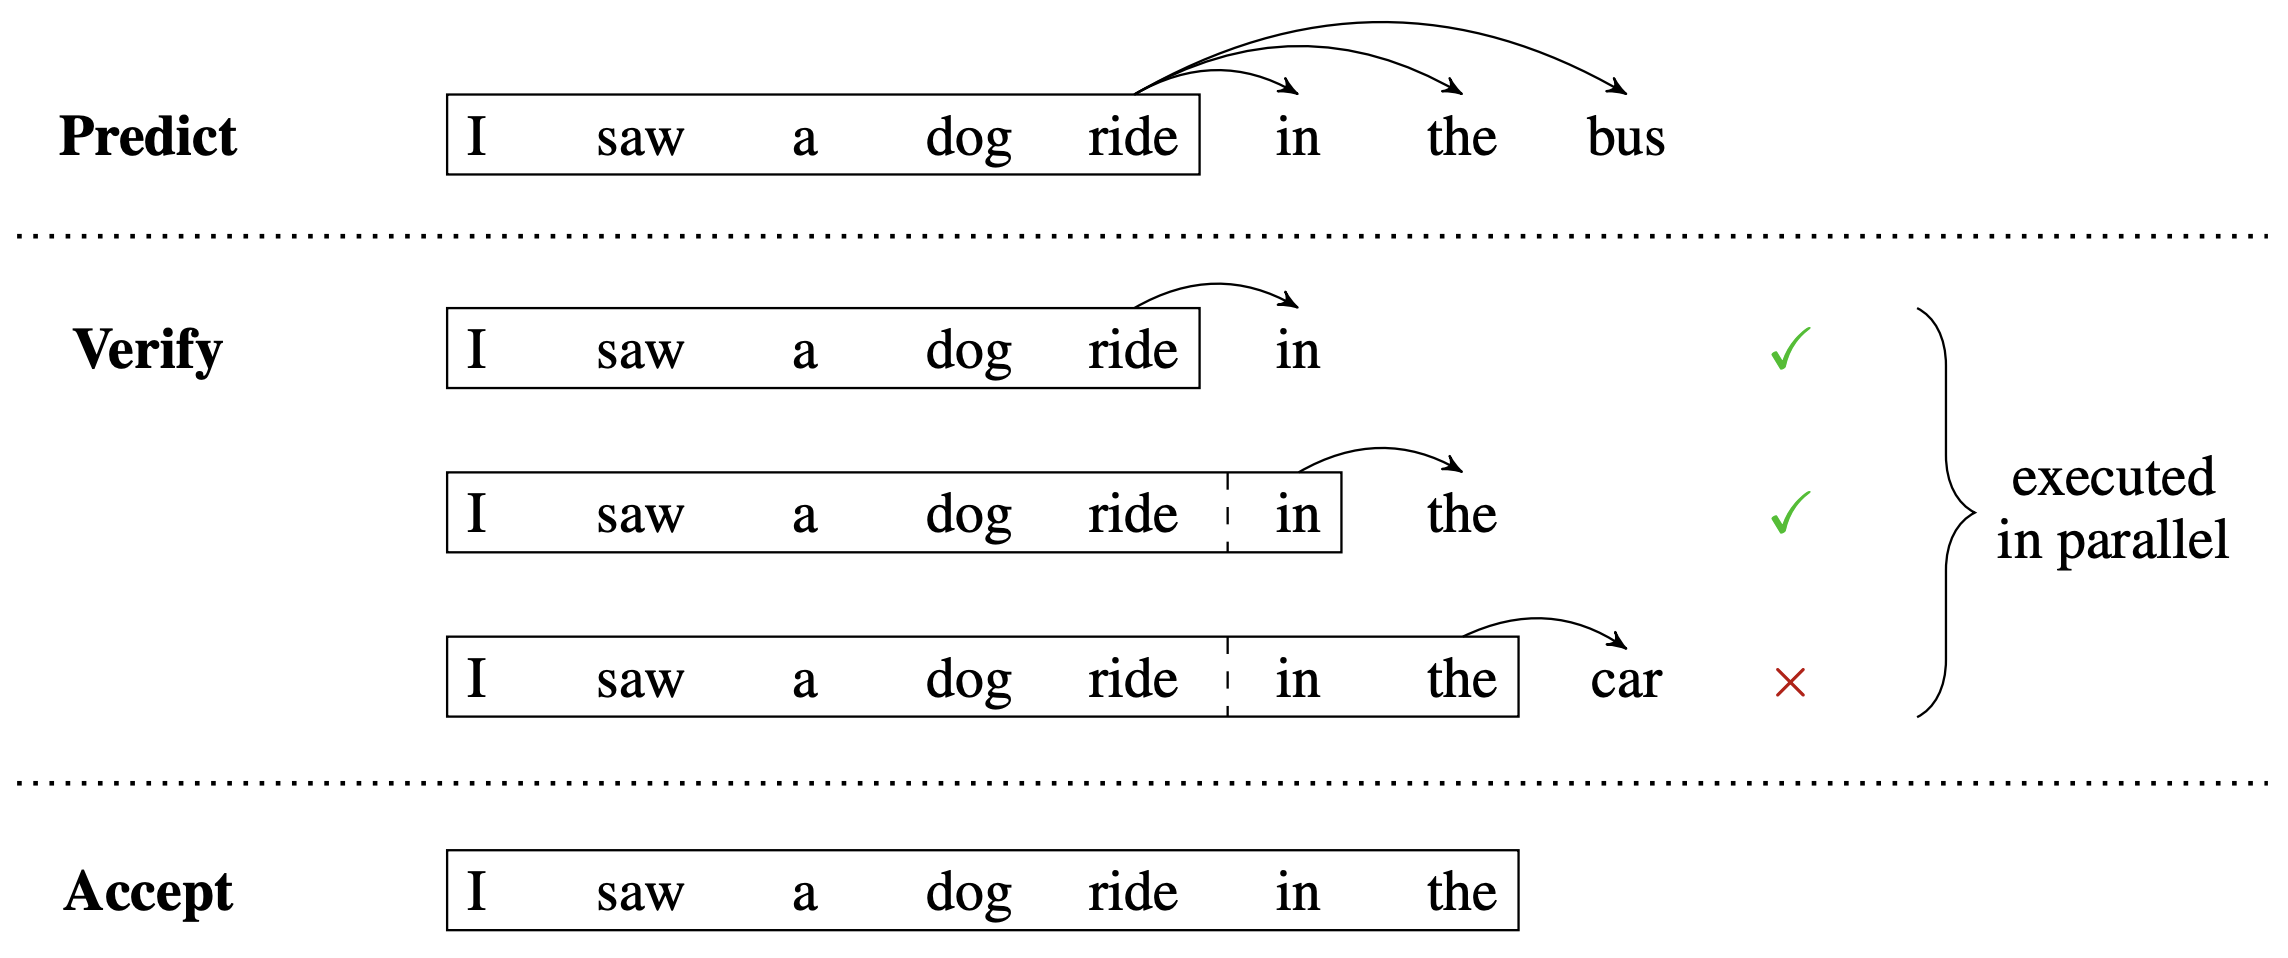 Predict I saw a dog ride in the bus
Verify I saw a dog ride in ✓
I saw a dog ride in the ✓
executed
in parallel
I saw a dog ride in the car ×
Accept I saw a dog ride in the